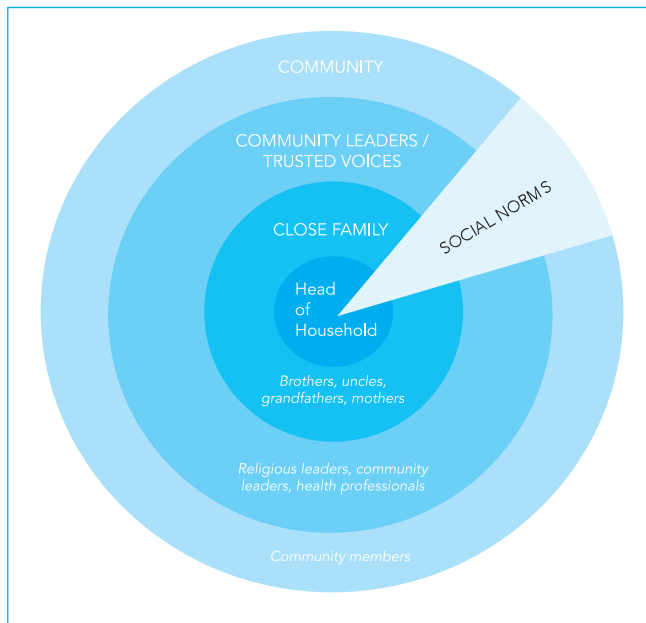 COMMUNITY
COMMUNITY LEADERS /
TRUSTED VOICES
SOCIAL NORMS
CLOSE FAMILY
Head
of
Household
Brothers, uncles,
grandfathers, mothers
Religious leaders, community
leaders, health professionals
Community members